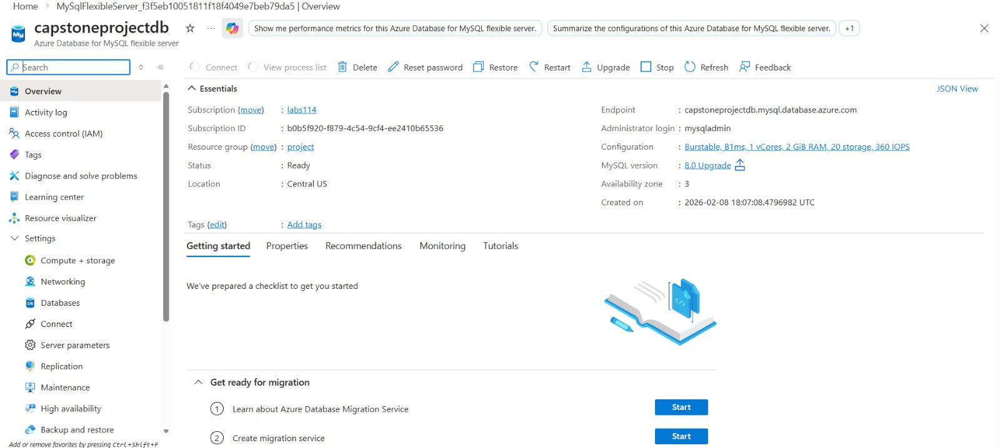 Home > MySqlFlexibleServer_f3f5eb10051811f18f4049e7beb79da5 | Overview
capstoneprojectdb
Azure Database for MySQL flexible server
Show me performance metrics for this Azure Database for MySQL flexible server.
Summarize the configurations of this Azure Database for MySQL flexible server.
+1
Search
Connect View process list Delete Reset password Restore Restart Upgrade Stop Refresh Feedback
Overview
Activity log
Access control (IAM)
Tags
Diagnose and solve problems
Learning center
Resource visualizer
Settings
Compute + storage
Networking
Databases
Connect
Server parameters
Replication
Maintenance
High availability
Backup and restore
Add or remove favorites by pressing Ctrl+Shift+F
Essentials
JSON View
Subscription (move) : labs114
Subscription ID : b0b5f920-f879-4c54-9cf4-ee2410b65536
Resource group (move) : project
Status : Ready
Location : Central US
Tags (edit) : Add tags
Endpoint : capstoneprojectdb.mysql.database.azure.com
Administrator login : mysqladmin
Configuration : Burstable, B1ms, 1 vCores, 2 GiB RAM, 20 storage, 360 IOPS
MySQL version : 8.0 Upgrade
Availability zone : 3
Created on : 2026-02-08 18:07:08.4796982 UTC
Getting started Properties Recommendations Monitoring Tutorials
We've prepared a checklist to get you started
Get ready for migration
1 Learn about Azure Database Migration Service Start
2 Create migration service Start